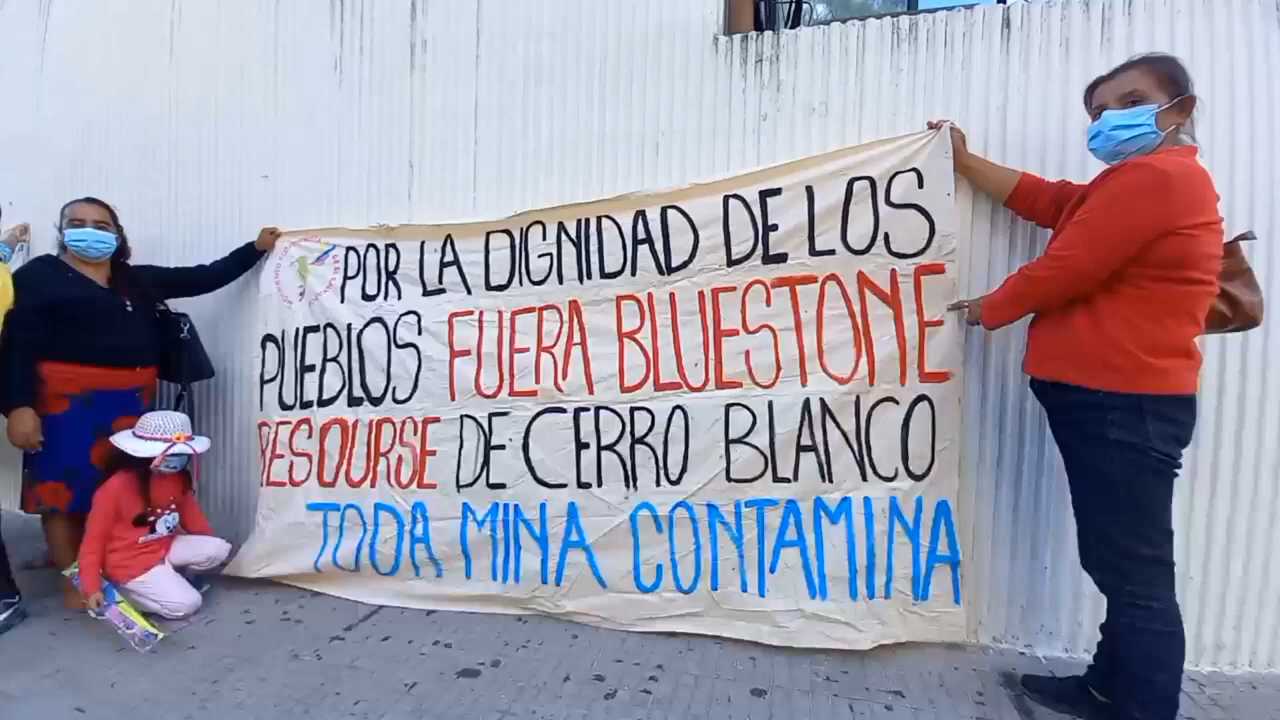 POR LA DIGNIDAD DE LOS
PUEBLOS FUERA BLUESTONE
RESOURSE DE CERRO BLANCO
TODA MINA CONTAMINA